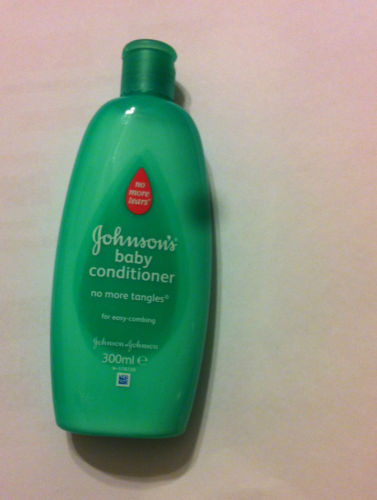 no
more
tears®
Johnson's®
baby
conditioner
no more tangles®
for easy-combing
Johnson & Johnson
300ml ℮